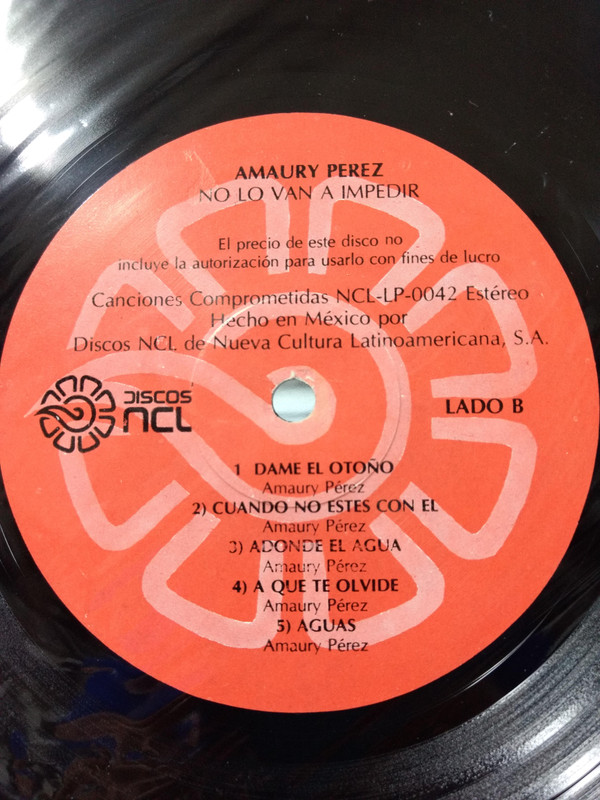 AMAURY PEREZ
NO LO VAN A IMPEDIR
El precio de este disco no
incluye la autorización para usarlo con fines de lucro
Canciones Comprometidas NCL-LP-0042 Estéreo
Hecho en México por
Discos NCL de Nueva Cultura Latinoamericana, S.A.
DISCOS
NCL
LADO B
1 DAME EL OTOÑO
Amaury Pérez
2) CUANDO NO ESTES CON EL
Amaury Pérez
3) ADONDE EL AGUA
Amaury Pérez
4) A QUE TE OLVIDE
Amaury Pérez
5) AGUAS
Amaury Pérez